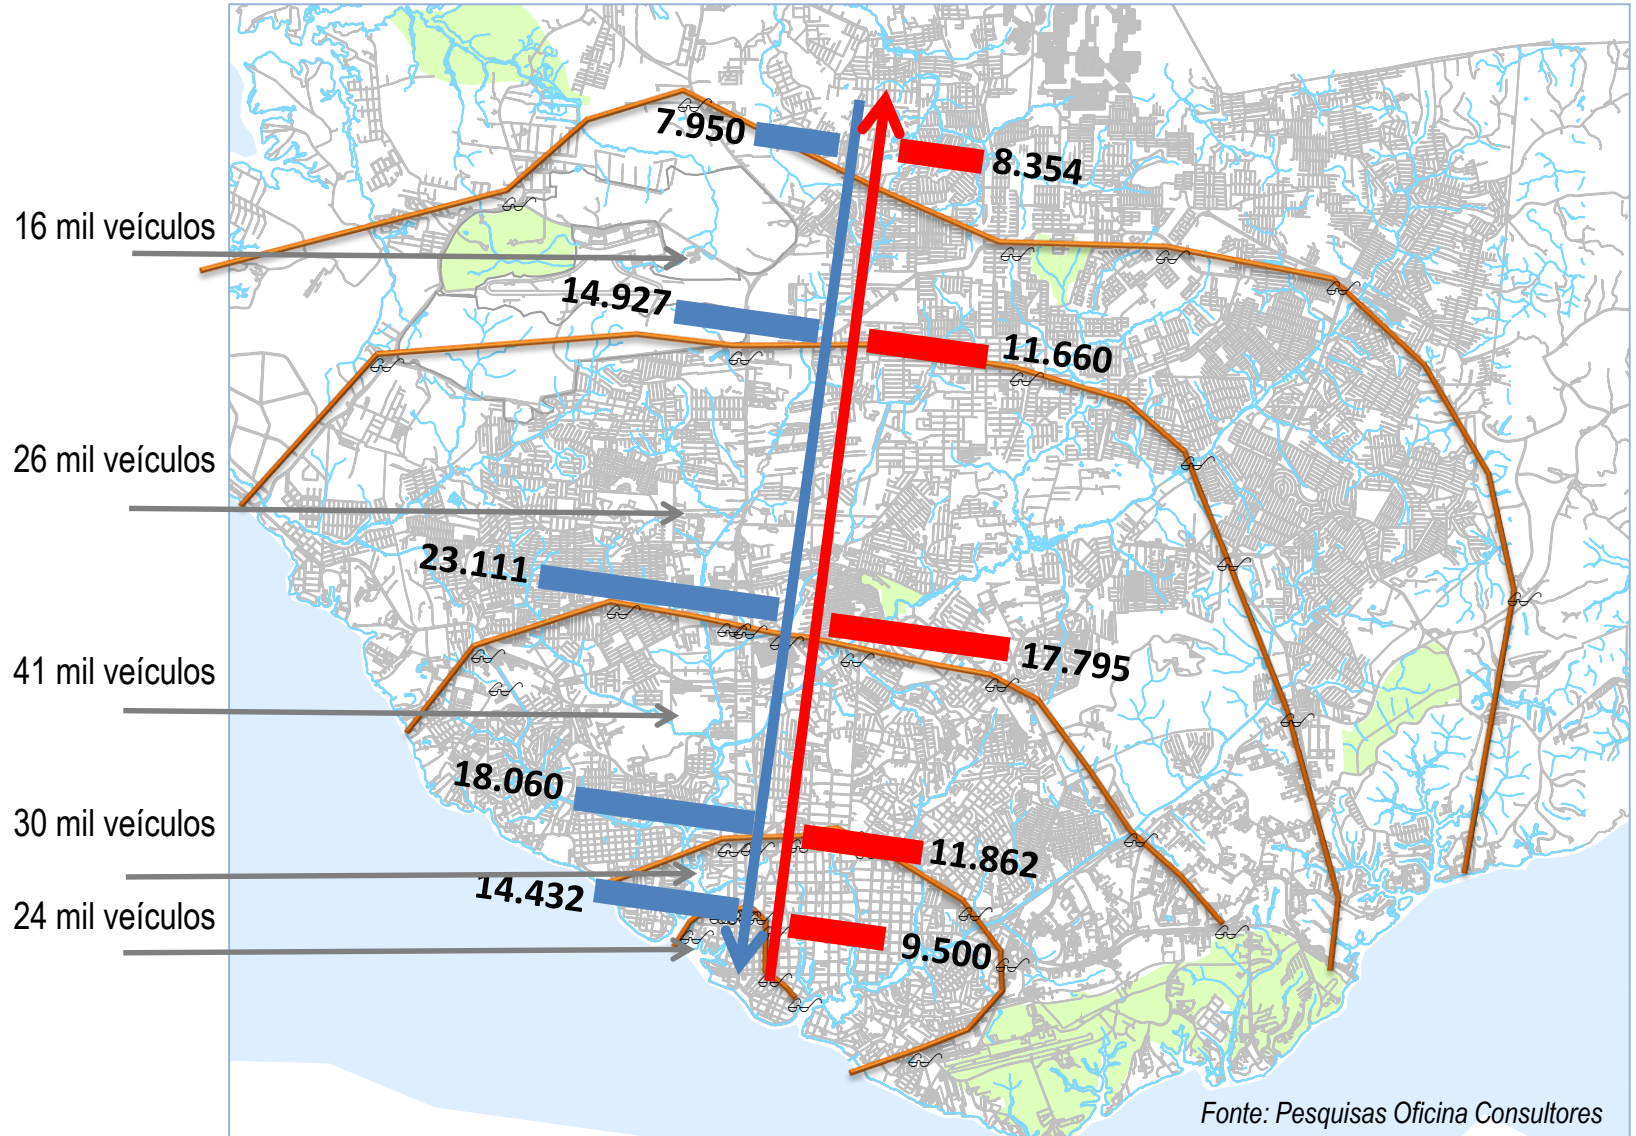 7.950
8.354
16 mil veículos
14.927
11.660
26 mil veículos
23.111
17.795
41 mil veículos
18.060
30 mil veículos
11.862
14.432
24 mil veículos
9.500
Fonte: Pesquisas Oficina Consultores